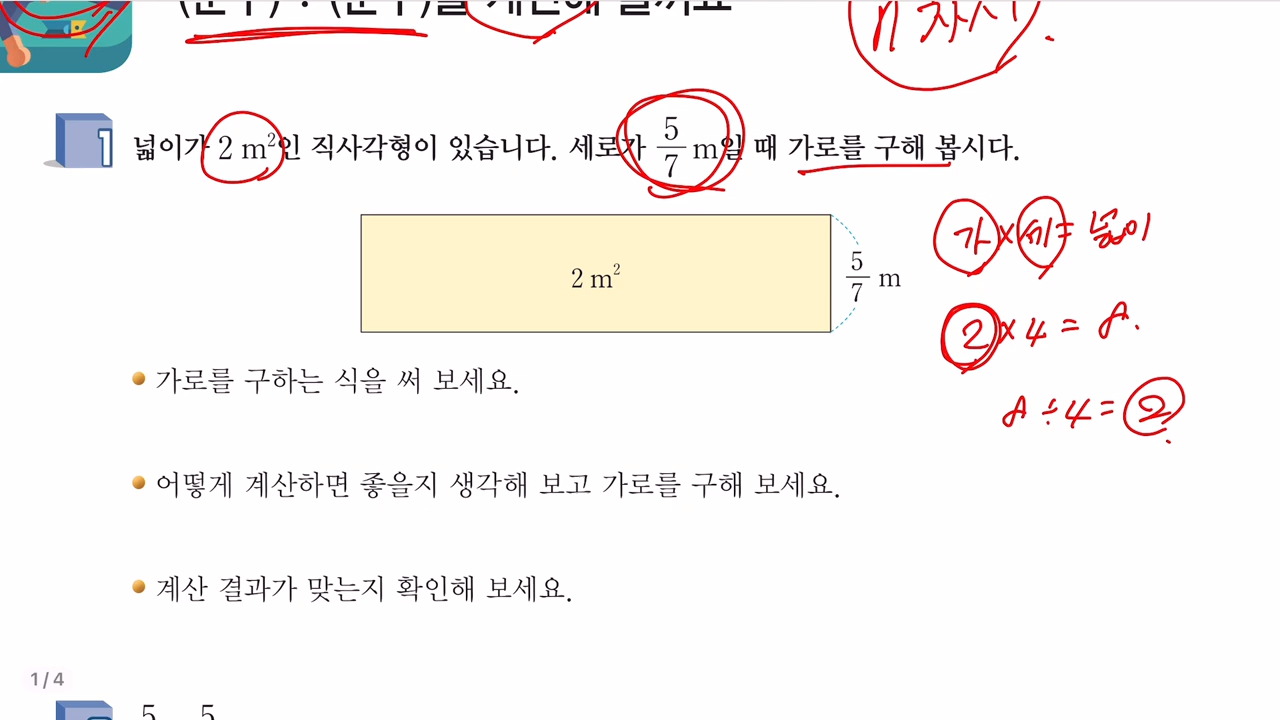 넓이가 2 m²인 직사각형이 있습니다. 세로가 5/7 m일 때 가로를 구해 봅시다.
2 m²
5/7 m
가 × 세 = 넓이
2 × 4 = 8.
8 ÷ 4 = 2
• 가로를 구하는 식을 써 보세요.
• 어떻게 계산하면 좋을지 생각해 보고 가로를 구해 보세요.
• 계산 결과가 맞는지 확인해 보세요.
1 / 4
5 5